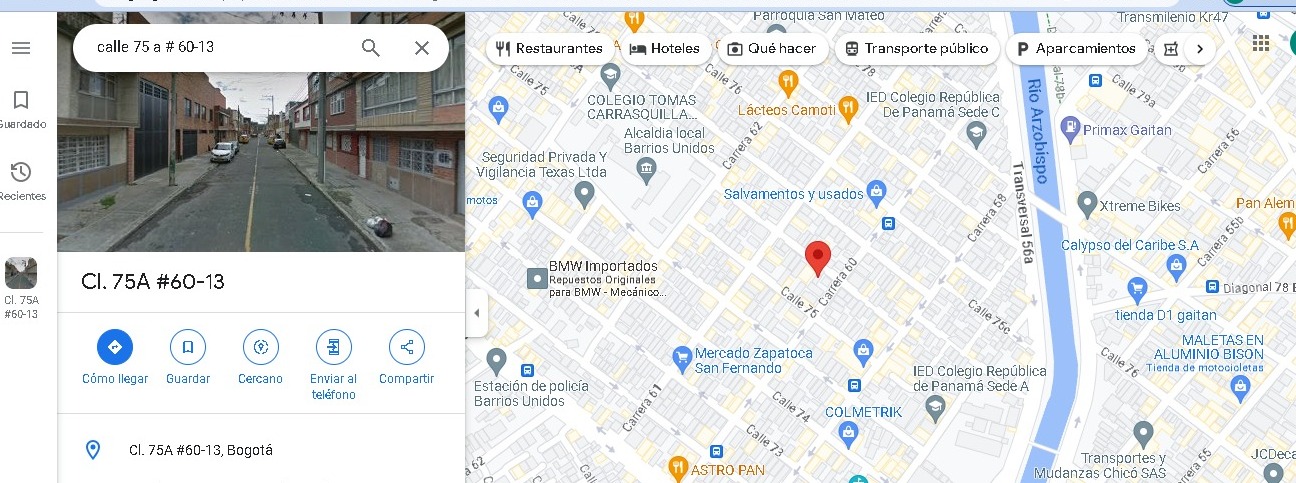 calle 75 a # 60-13
Guardado
Recientes
Cl. 75A
#60-13
Cl. 75A #60-13
Cómo llegar
Guardar
Cercano
Enviar al
teléfono
Compartir
Cl. 75A #60-13, Bogotá
Parroquia San Mateo
Transmilenio Kr47
Restaurantes
Hoteles
Qué hacer
Transporte público
Aparcamientos
Calle 75
Calle 76
Calle 78
Calle 79a
COLEGIO TOMAS
CARRASQUILLA...
Lácteos Camoti
IED Colegio República
De Panamá Sede C
Río Arzobispo
Primax Gaitan
Carrera 56
Alcaldia local
Barrios Unidos
Carrera 62
Seguridad Privada Y
Vigilancia Texas Ltda
Salvamentos y usados
Carrera 58
Transversal 56a
Xtreme Bikes
Pan Alem
motos
Calypso del Caribe S.A
Carrera 55b
BMW Importados
Repuestos Originales
para BMW - Mecánico...
Carrera 60
Calle 75
Calle 75c
Diagonal 78 B
tienda D1 gaitan
MALETAS EN
ALUMINIO BISON
Tienda de motocicletas
Calle 76
Mercado Zapatoca
San Fernando
Estación de policía
Barrios Unidos
Carrera 61
IED Colegio República
de Panamá Sede A
Calle 74
COLMETRIK
Calle 73
Transportes y
Mudanzas Chicó SAS
Carrera 55
JCDeca
a 62
ASTRO PAN